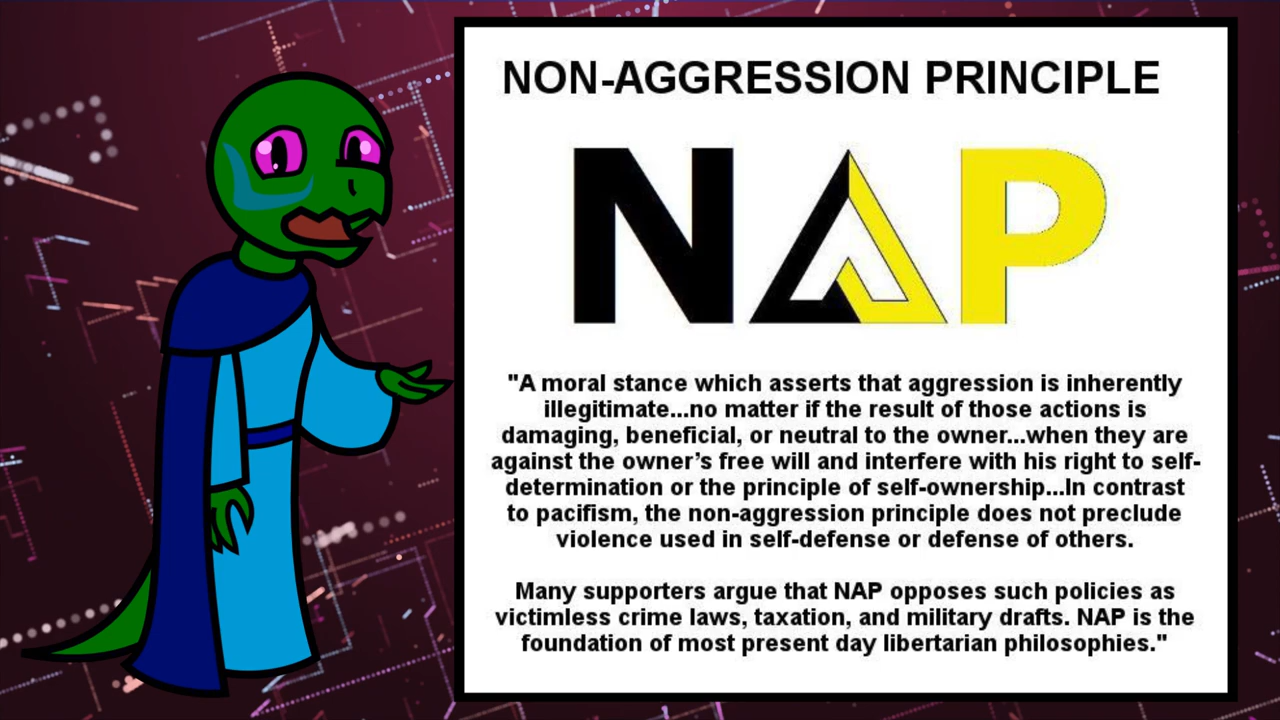 NON-AGGRESSION PRINCIPLE
NAP
"A moral stance which asserts that aggression is inherently
illegitimate...no matter if the result of those actions is
damaging, beneficial, or neutral to the owner...when they are
against the owner’s free will and interfere with his right to self-
determination or the principle of self-ownership...In contrast
to pacifism, the non-aggression principle does not preclude
violence used in self-defense or defense of others.
Many supporters argue that NAP opposes such policies as
victimless crime laws, taxation, and military drafts. NAP is the
foundation of most present day libertarian philosophies."